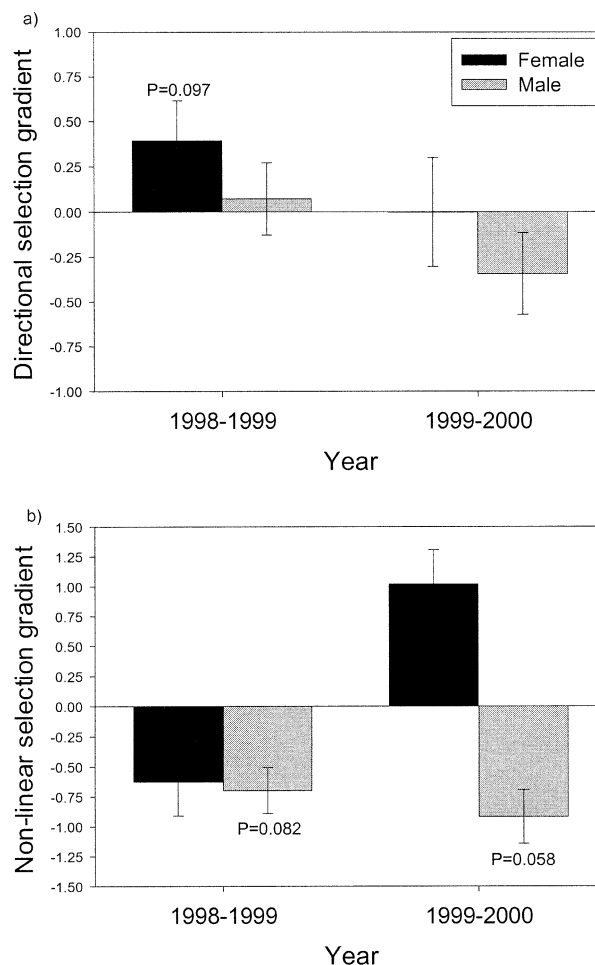 a)
Directional selection gradient
1.00
0.75
0.50
0.25
0.00
-0.25
-0.50
-0.75
-1.00
P=0.097
Female
Male
1998-1999
1999-2000
Year
b)
Non-linear selection gradient
1.50
1.25
1.00
0.75
0.50
0.25
0.00
-0.25
-0.50
-0.75
-1.00
-1.25
-1.50
P=0.082
P=0.058
1998-1999
1999-2000
Year